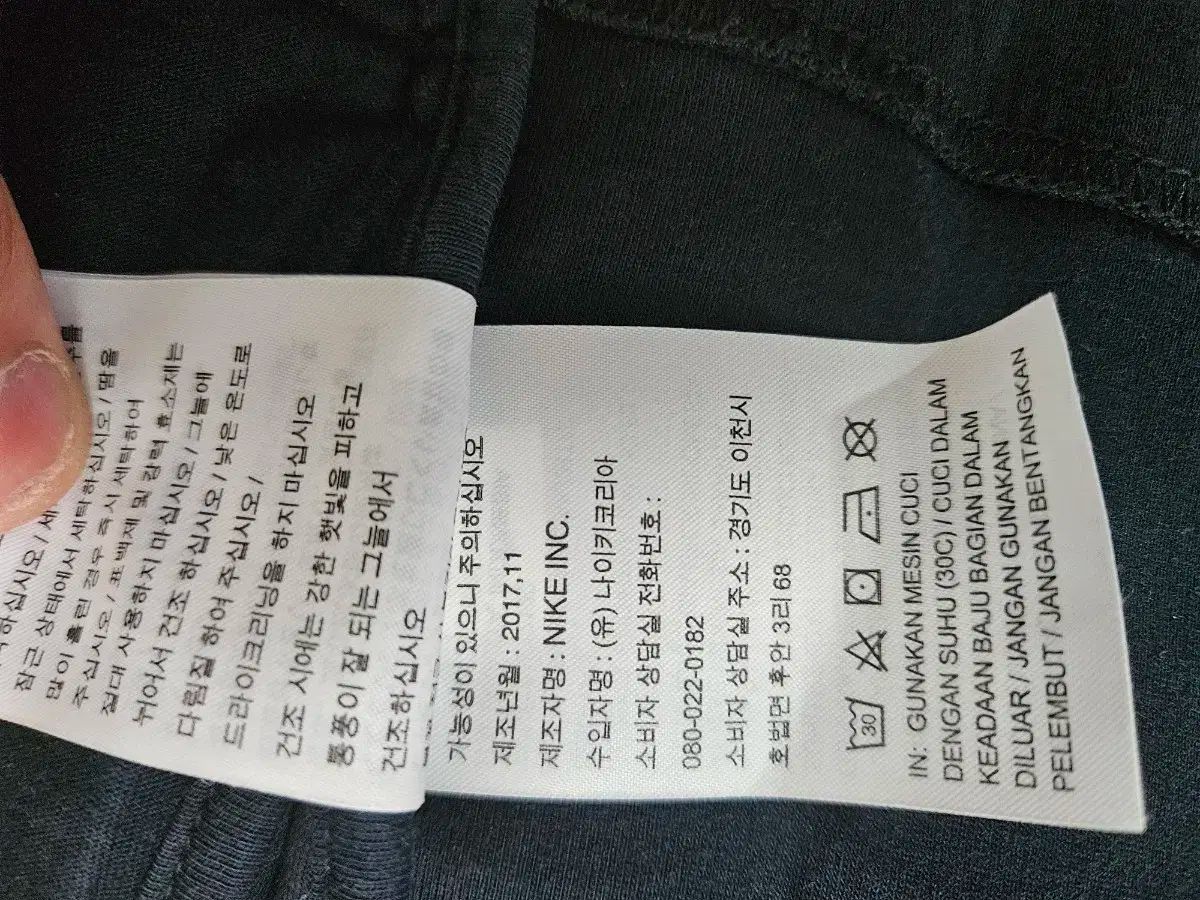 잠근 상태에서 세탁하십시오 / 땀을
많이 흘린 경우 즉시 세탁하여
주십시오 / 표백제 및 강력 효소제는
절대 사용하지 마십시오 / 그늘에
뉘어서 건조 하십시오 / 낮은 온도로
다림질 하여 주십시오 /
드라이크리닝을 하지 마십시오
건조 시에는 강한 햇빛을 피하고
통풍이 잘 되는 그늘에서
건조하십시오
가능성이 있으니 주의하십시오
제조년월 : 2017,11
제조자명 : NIKE INC.
수입자명 : (유) 나이키코리아
소비자 상담실 전화번호 :
080-022-0182
소비자 상담실 주소 : 경기도 이천시
호법면 후안 3리 68
30
IN: GUNAKAN MESIN CUCI
DENGAN SUHU (30C) / CUCI DALAM
KEADAAN BAJU BAGIAN DALAM
DILUAR / JANGAN GUNAKAN
PELEMBUT / JANGAN BENTANGKAN